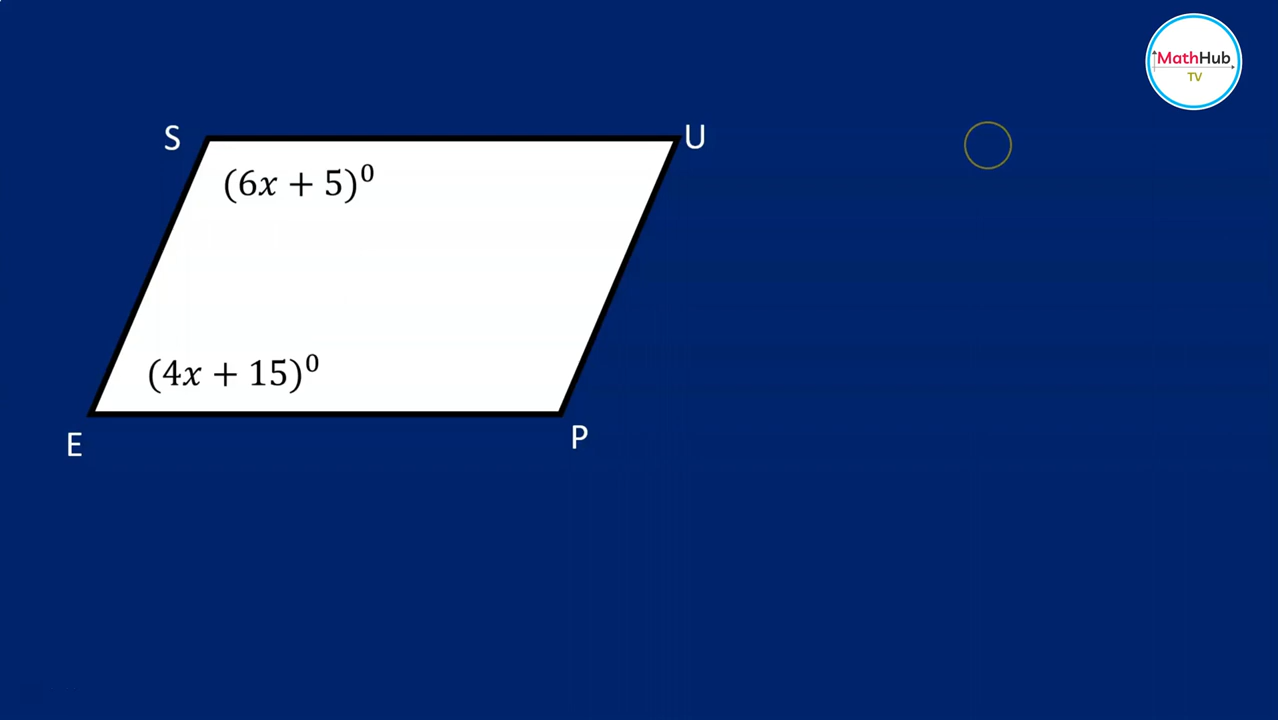 MathHub
TV
S
U
(6x + 5)⁰
(4x + 15)⁰
E
P